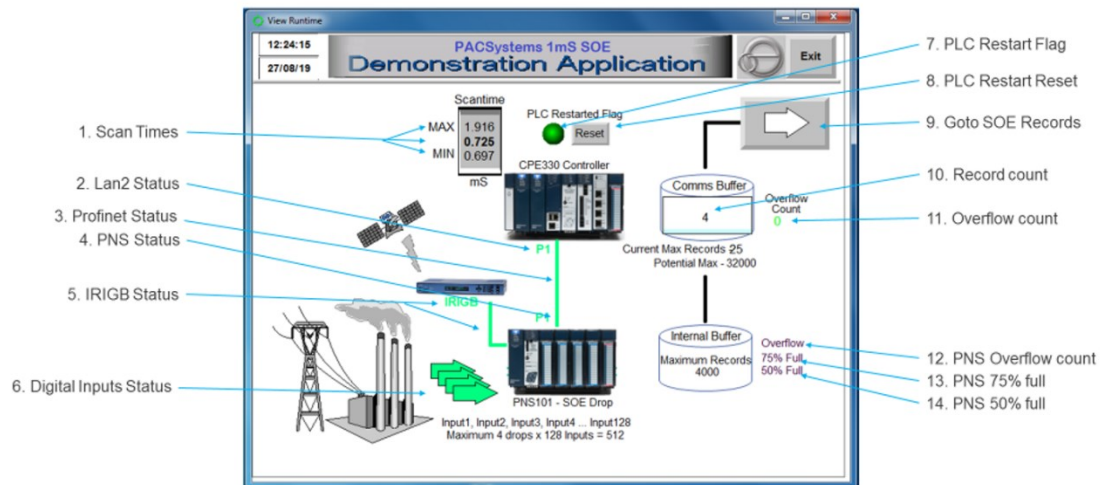 View Runtime
12:24:15
27/08/19
PACSystems 1mS SOE
Demonstration Application
Exit
7. PLC Restart Flag
8. PLC Restart Reset
9. Goto SOE Records
10. Record count
11. Overflow count
12. PNS Overflow count
13. PNS 75% full
14. PNS 50% full
1. Scan Times
2. Lan2 Status
3. Profinet Status
4. PNS Status
5. IRIGB Status
6. Digital Inputs Status
Scantime
MAX 1.916
0.725
MIN 0.697
mS
PLC Restarted Flag
Reset
CPE330 Controller
P1
IRIGB
P1
PNS101 - SOE Drop
Input1, Input2, Input3, Input4 ... Input128
Maximum 4 drops x 128 Inputs = 512
Comms Buffer
4
Overflow
Count
0
Current Max Records -25
Potential Max - 32000
Internal Buffer
Maximum Records
4000
Overflow
75% Full
50% Full